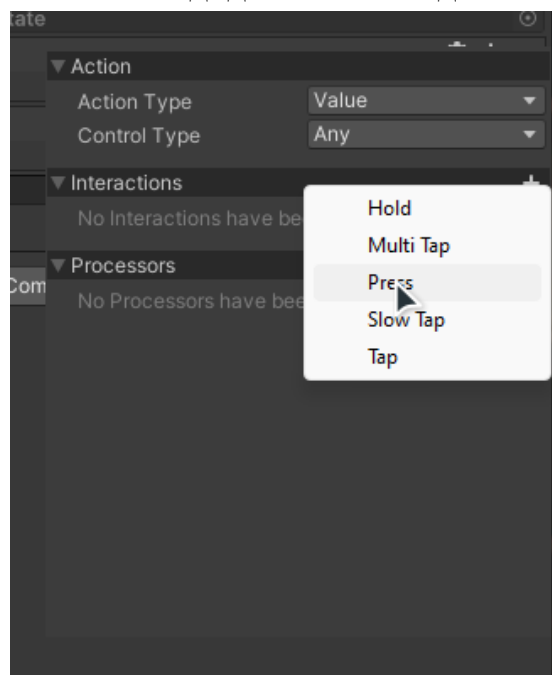 tate
Action
Action Type Value
Control Type Any
Interactions
No Interactions have be
Processors
No Processors have bee
Com
Hold
Multi Tap
Press
Slow Tap
Tap